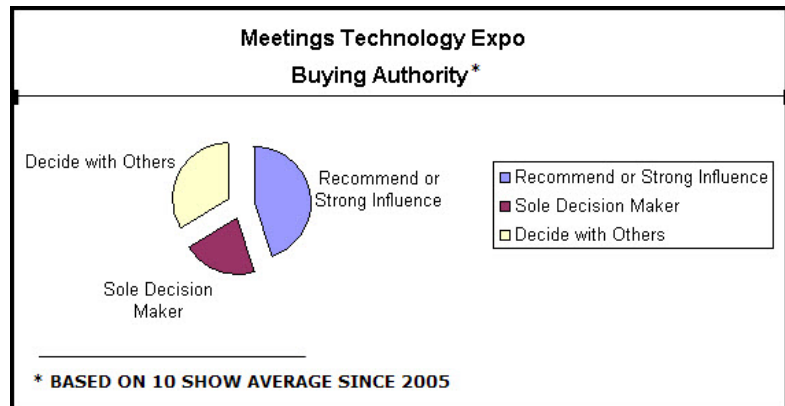 Meetings Technology Expo
Buying Authority*
Decide with Others
Recommend or
Strong Influence
Sole Decision
Maker
Recommend or Strong Influence
Sole Decision Maker
Decide with Others
* BASED ON 10 SHOW AVERAGE SINCE 2005